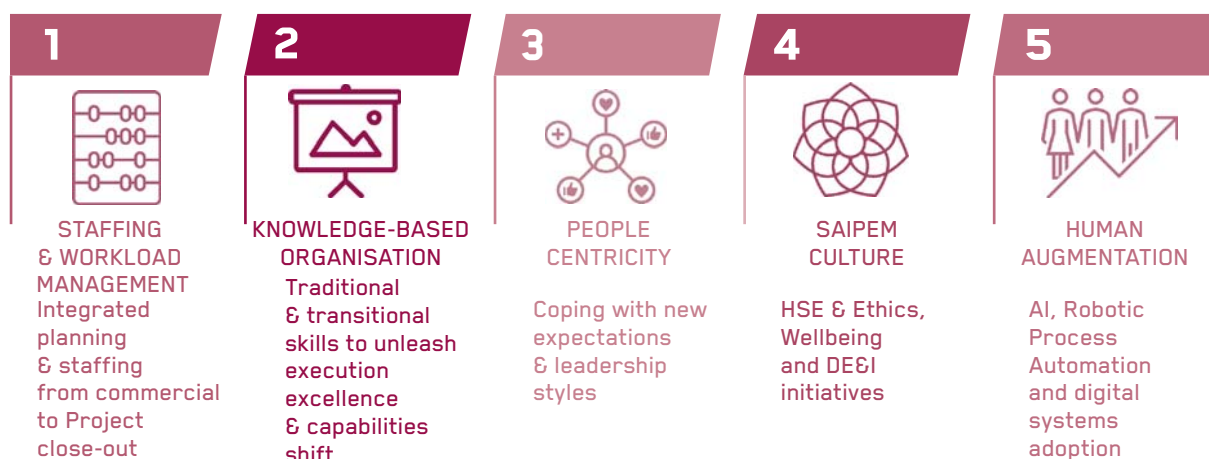 1
STAFFING
& WORKLOAD
MANAGEMENT
Integrated
planning
& staffing
from commercial
to Project
close-out
2
KNOWLEDGE-BASED
ORGANISATION
Traditional
& transitional
skills to unleash
execution
excellence
& capabilities
shift
3
PEOPLE
CENTRICITY
Coping with new
expectations
& leadership
styles
4
SAIPEM
CULTURE
HSE & Ethics,
Wellbeing
and DE&I
initiatives
5
HUMAN
AUGMENTATION
AI, Robotic
Process
Automation
and digital
systems
adoption